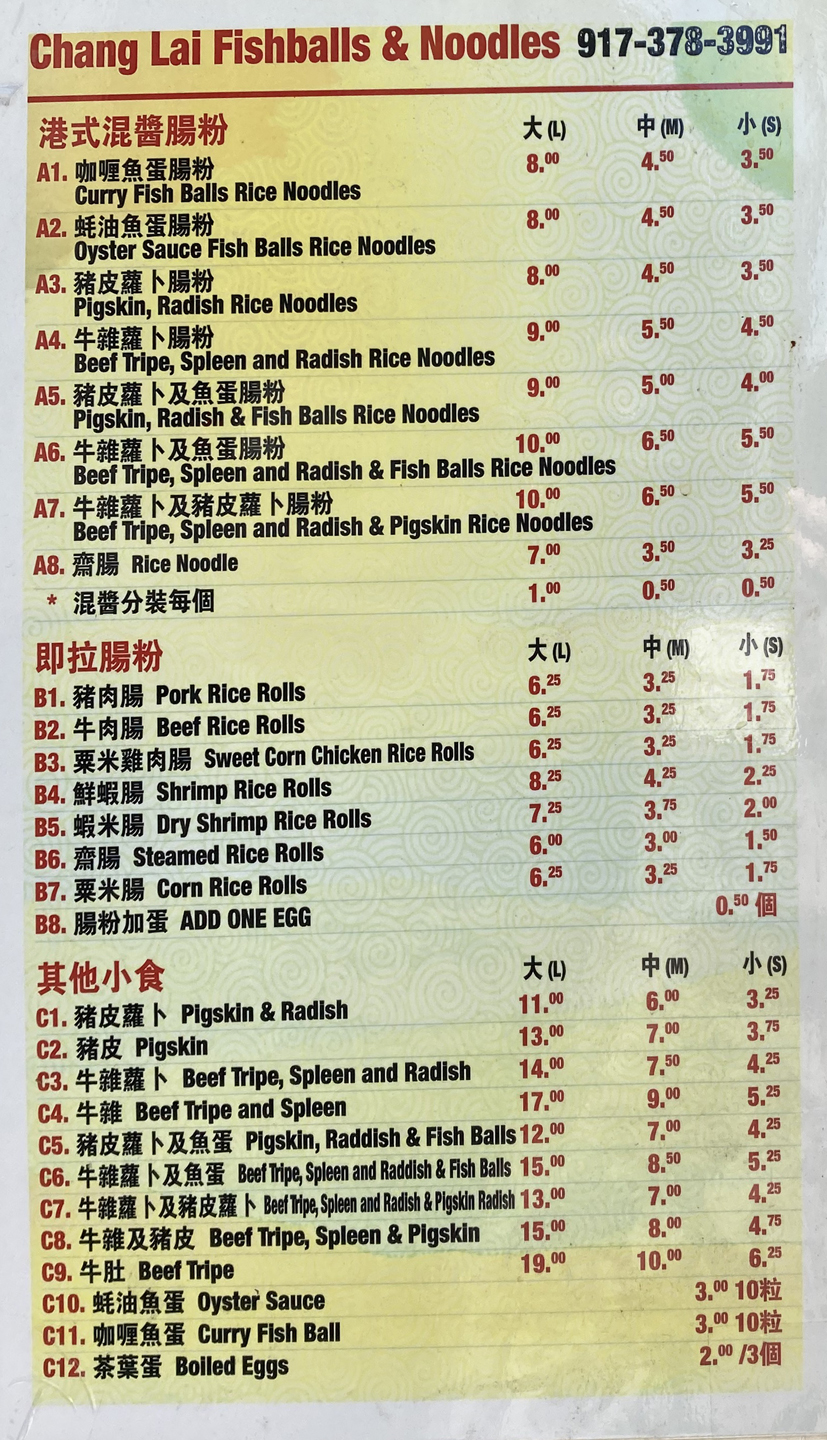 Chang Lai Fishballs & Noodles 917-378-3991
港式混醬腸粉 大 (L) 中 (M) 小 (S)
A1. 咖喱魚蛋腸粉 8.00 4.50 3.50
Curry Fish Balls Rice Noodles
A2. 蚝油魚蛋腸粉 8.00 4.50 3.50
Oyster Sauce Fish Balls Rice Noodles
A3. 豬皮蘿卜腸粉 8.00 4.50 3.50
Pigskin, Radish Rice Noodles
A4. 牛雜蘿卜腸粉 9.00 5.50 4.50
Beef Tripe, Spleen and Radish Rice Noodles
A5. 豬皮蘿卜及魚蛋腸粉 9.00 5.00 4.00
Pigskin, Radish & Fish Balls Rice Noodles
A6. 牛雜蘿卜及魚蛋腸粉 10.00 6.50 5.50
Beef Tripe, Spleen and Radish & Fish Balls Rice Noodles
A7. 牛雜蘿卜及豬皮蘿卜腸粉 10.00 6.50 5.50
Beef Tripe, Spleen and Radish & Pigskin Rice Noodles
A8. 齋腸 Rice Noodle 7.00 3.50 3.25
* 混醬分裝每個 1.00 0.50 0.50
即拉腸粉 大 (L) 中 (M) 小 (S)
B1. 豬肉腸 Pork Rice Rolls 6.25 3.25 1.75
B2. 牛肉腸 Beef Rice Rolls 6.25 3.25 1.75
B3. 粟米雞肉腸 Sweet Corn Chicken Rice Rolls 6.25 3.25 1.75
B4. 鮮蝦腸 Shrimp Rice Rolls 8.25 4.25 2.25
B5. 蝦米腸 Dry Shrimp Rice Rolls 7.25 3.75 2.00
B6. 齋腸 Steamed Rice Rolls 6.00 3.00 1.50
B7. 粟米腸 Corn Rice Rolls 6.25 3.25 1.75
B8. 腸粉加蛋 ADD ONE EGG 0.50 個
其他小食 大 (L) 中 (M) 小 (S)
C1. 豬皮蘿卜 Pigskin & Radish 11.00 6.00 3.25
C2. 豬皮 Pigskin 13.00 7.00 3.75
C3. 牛雜蘿卜 Beef Tripe, Spleen and Radish 14.00 7.50 4.25
C4. 牛雜 Beef Tripe and Spleen 17.00 9.00 5.25
C5. 豬皮蘿卜及魚蛋 Pigskin, Raddish & Fish Balls 12.00 7.00 4.25
C6. 牛雜蘿卜及魚蛋 Beef Tripe, Spleen and Raddish & Fish Balls 15.00 8.50 5.25
C7. 牛雜蘿卜及豬皮蘿卜 Beef Tripe, Spleen and Radish & Pigskin Radish 13.00 7.00 4.25
C8. 牛雜及豬皮 Beef Tripe, Spleen & Pigskin 15.00 8.00 4.75
C9. 牛肚 Beef Tripe 19.00 10.00 6.25
C10. 蚝油魚蛋 Oyster Sauce 3.00 10粒
C11. 咖喱魚蛋 Curry Fish Ball 3.00 10粒
C12. 茶葉蛋 Boiled Eggs 2.00 /3個